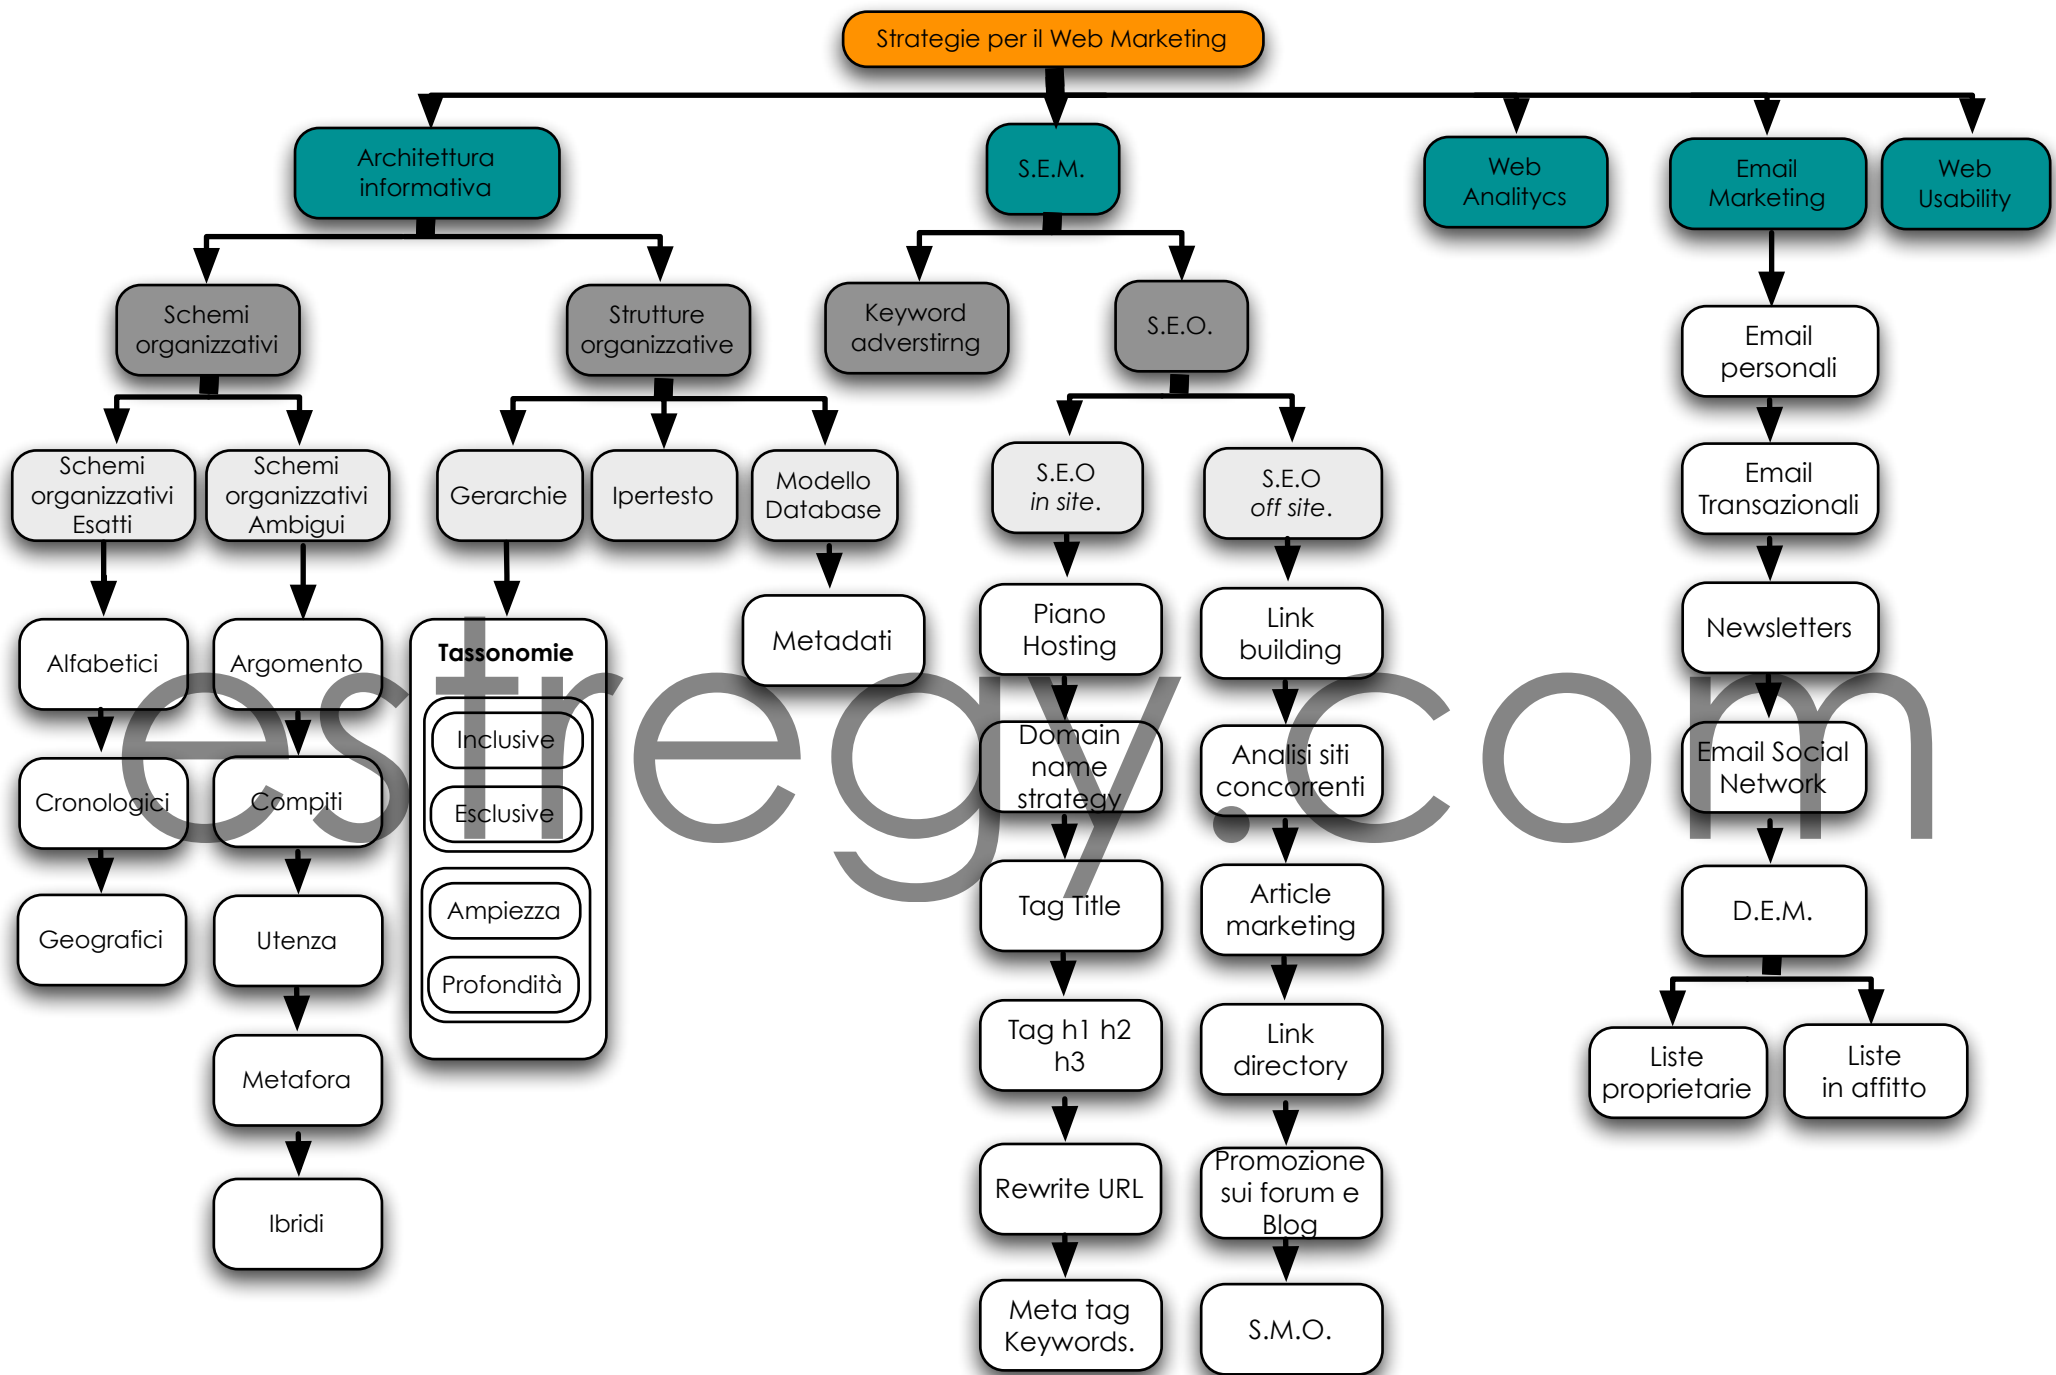 Strategie per il Web Marketing
Architettura
informativa
S.E.M.
Web
Analitycs
Email
Marketing
Web
Usability
Schemi
organizzativi
Strutture
organizzative
Keyword
adverstirng
S.E.O.
Email
personali
Schemi
organizzativi
Esatti
Schemi
organizzativi
Ambigui
Gerarchie
Ipertesto
Modello
Database
S.E.O
in site.
S.E.O
off site.
Email
Transazionali
Alfabetici
Argomento
Tassonomie
Metadati
Piano
Hosting
Link
building
Newsletters
estregy.com
Cronologici
Compiti
Inclusive
Esclusive
Domain
name
strategy
Analisi siti
concorrenti
Email Social
Network
Geografici
Utenza
Ampiezza
Profondità
Tag Title
Article
marketing
D.E.M.
Metafora
Tag h1 h2
h3
Link
directory
Liste
proprietarie
Liste
in affitto
Ibridi
Rewrite URL
Promozione
sui forum e
Blog
Meta tag
Keywords.
S.M.O.